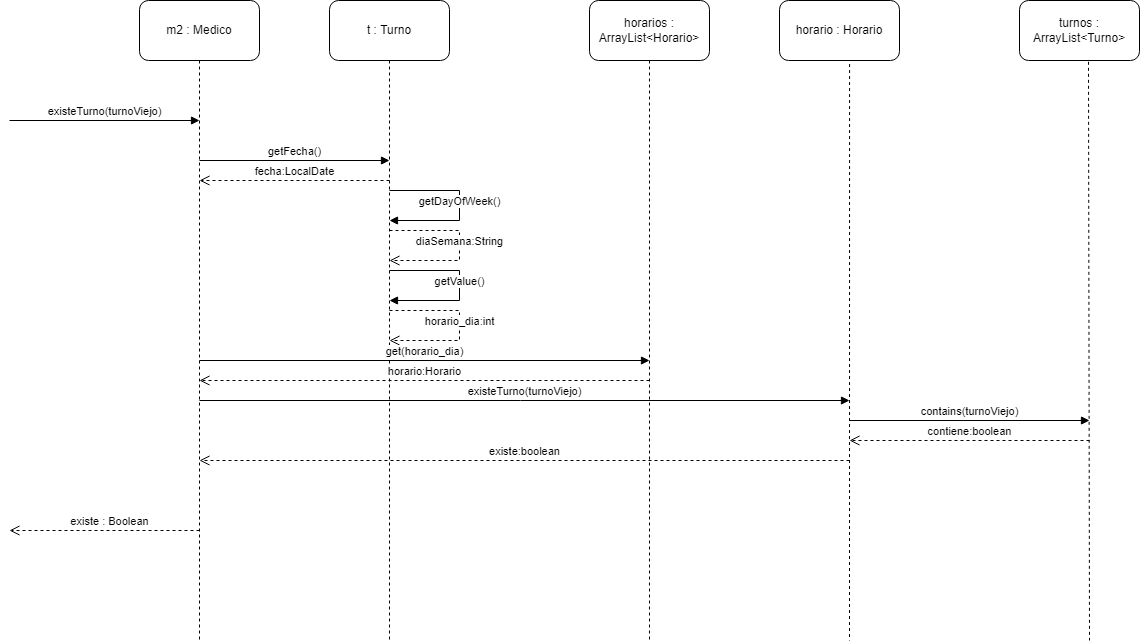 m2 : Medico
t : Turno
horarios :
ArrayList<Horario>
horario : Horario
turnos :
ArrayList<Turno>
existeTurno(turnoViejo)
getFecha()
fecha:LocalDate
getDayOfWeek()
diaSemana:String
getValue()
horario_dia:int
get(horario_dia)
horario:Horario
existeTurno(turnoViejo)
contains(turnoViejo)
contiene:boolean
existe:boolean
existe : Boolean